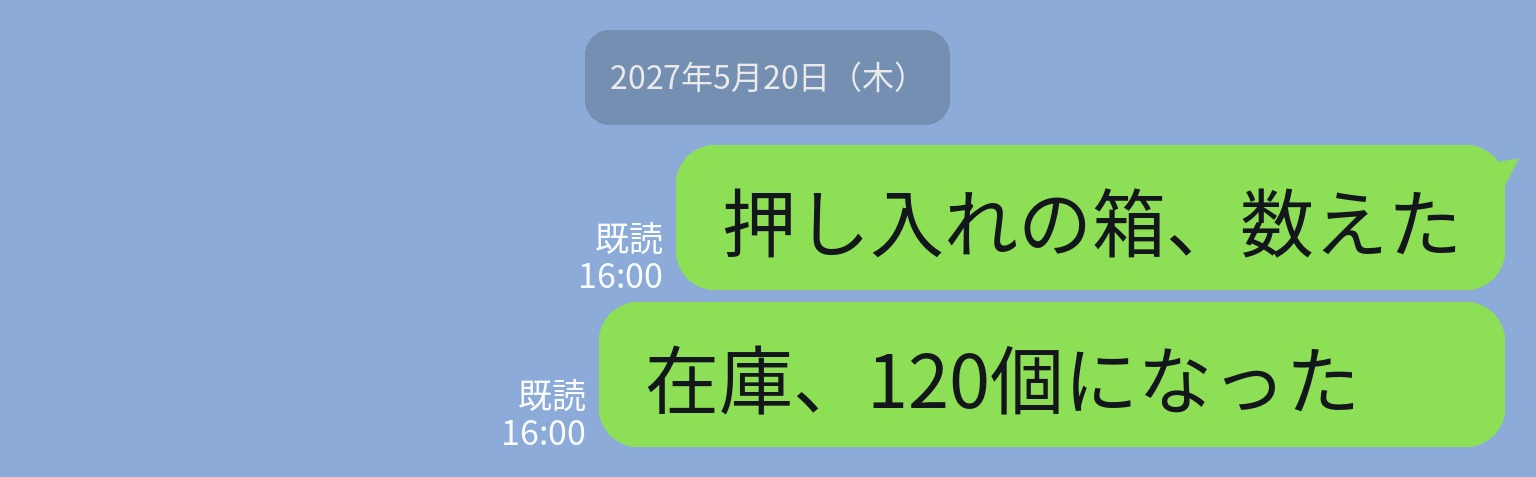 2027年5月20日（木）
押し入れの箱、数えた
既読
16:00
在庫、120個になった
既読
16:00